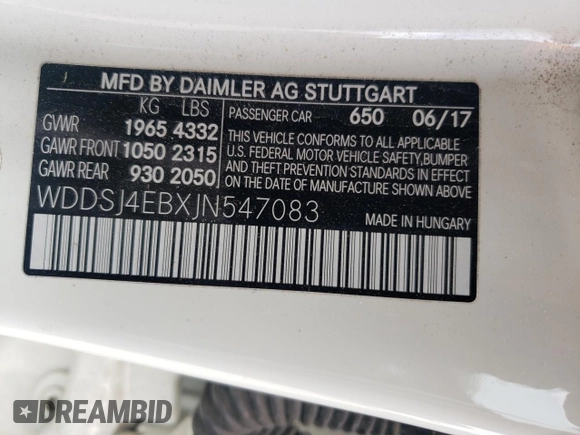 MFD BY DAIMLER AG STUTTGART
KG LBS PASSENGER CAR 650 06/17
GVWR 1965 4332
GAWR FRONT 1050 2315
GAWR REAR 930 2050
THIS VEHICLE CONFORMS TO ALL APPLICABLE
U.S. FEDERAL MOTOR VEHICLE SAFETY, BUMPER
AND THEFT PREVENTION STANDARDS IN EFFECT
ON THE DATE OF MANUFACTURE SHOWN ABOVE.
WDDSJ4EBXJN547083
MADE IN HUNGARY
DREAMBID